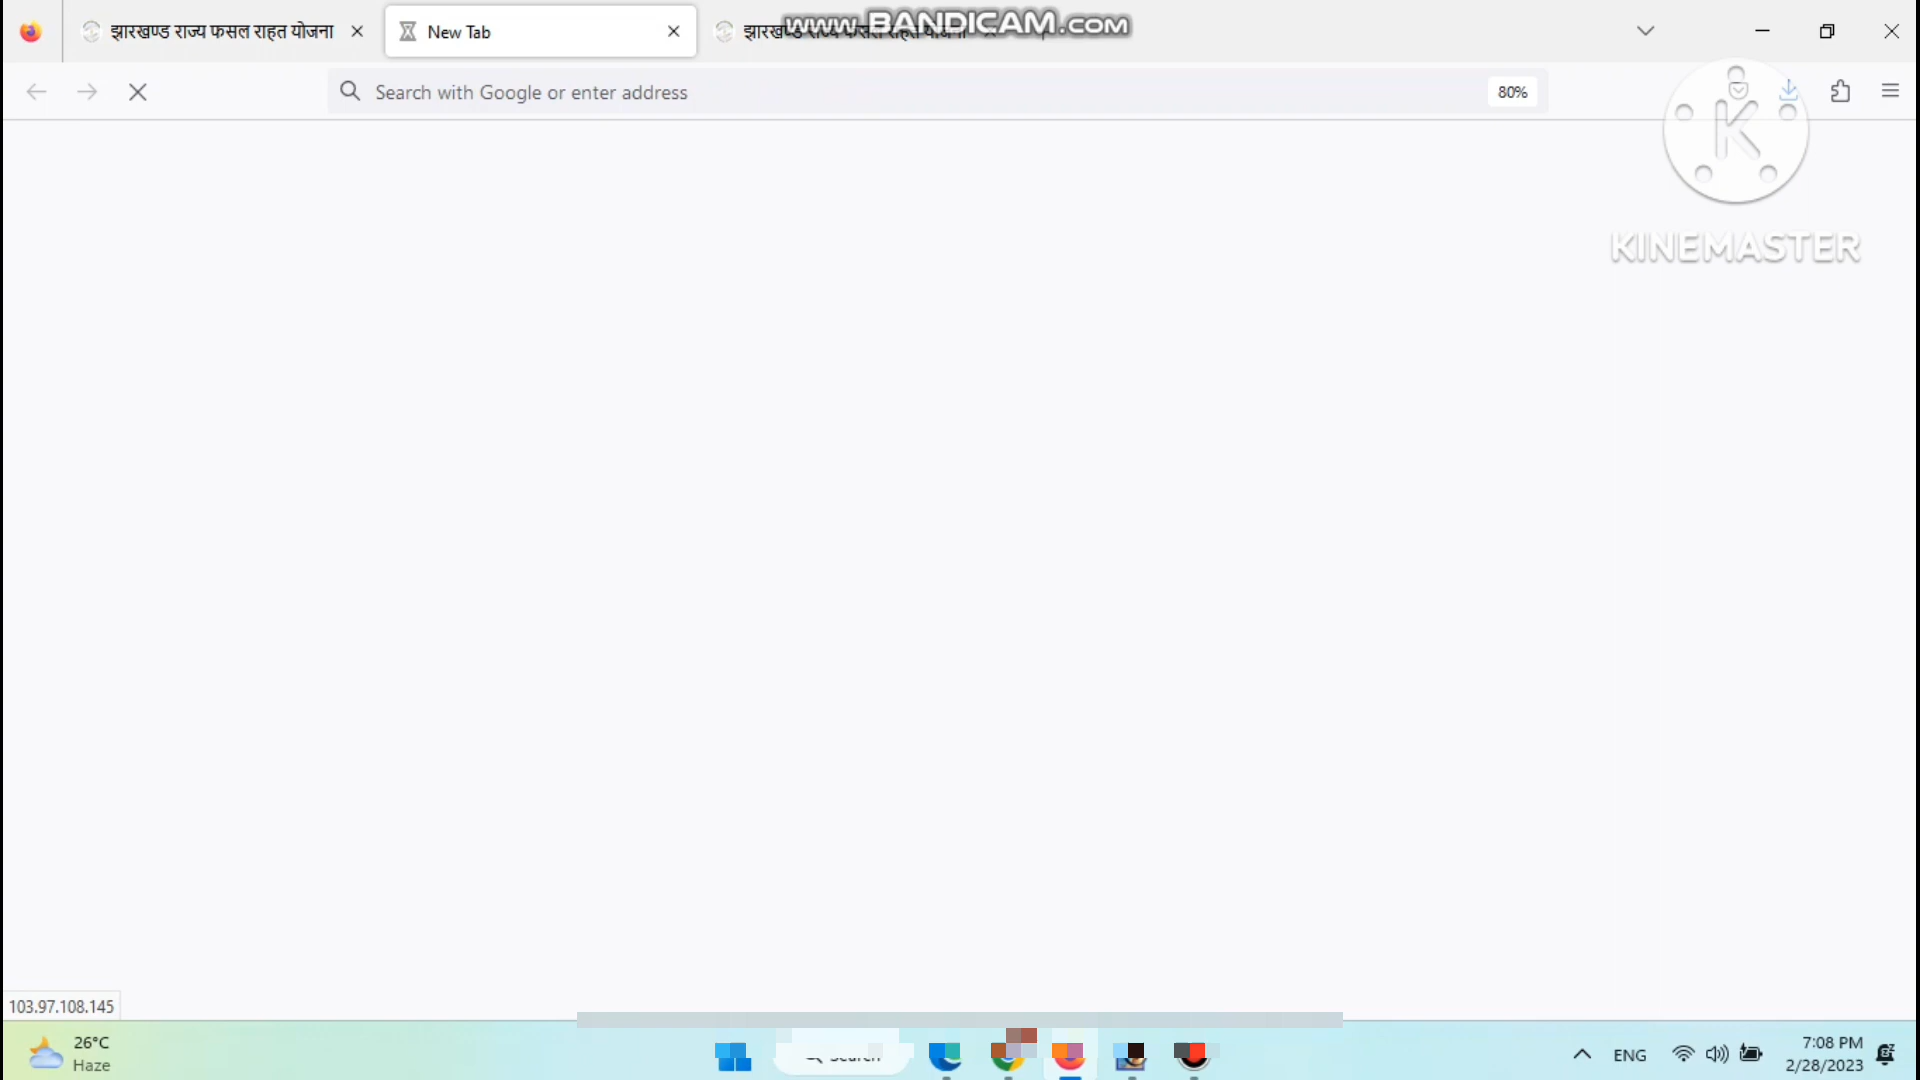 झारखण्ड राज्य फसल राहत योजना
New Tab
www.BANDICAM.com
Search with Google or enter address
80%
KINEMASTER
103.97.108.145
26°C
Haze
Search
ENG
7:08 PM
2/28/2023